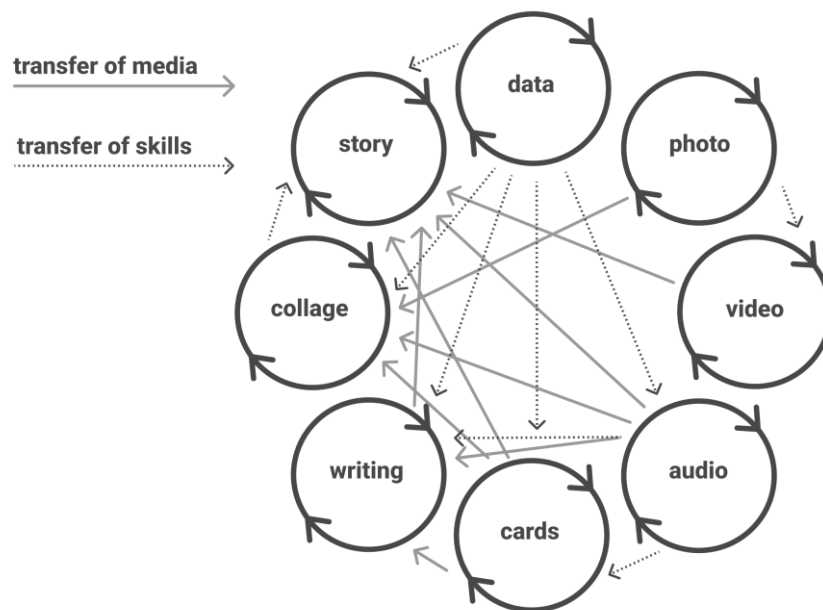 transfer of media
transfer of skills
data
story
photo
collage
video
writing
audio
cards